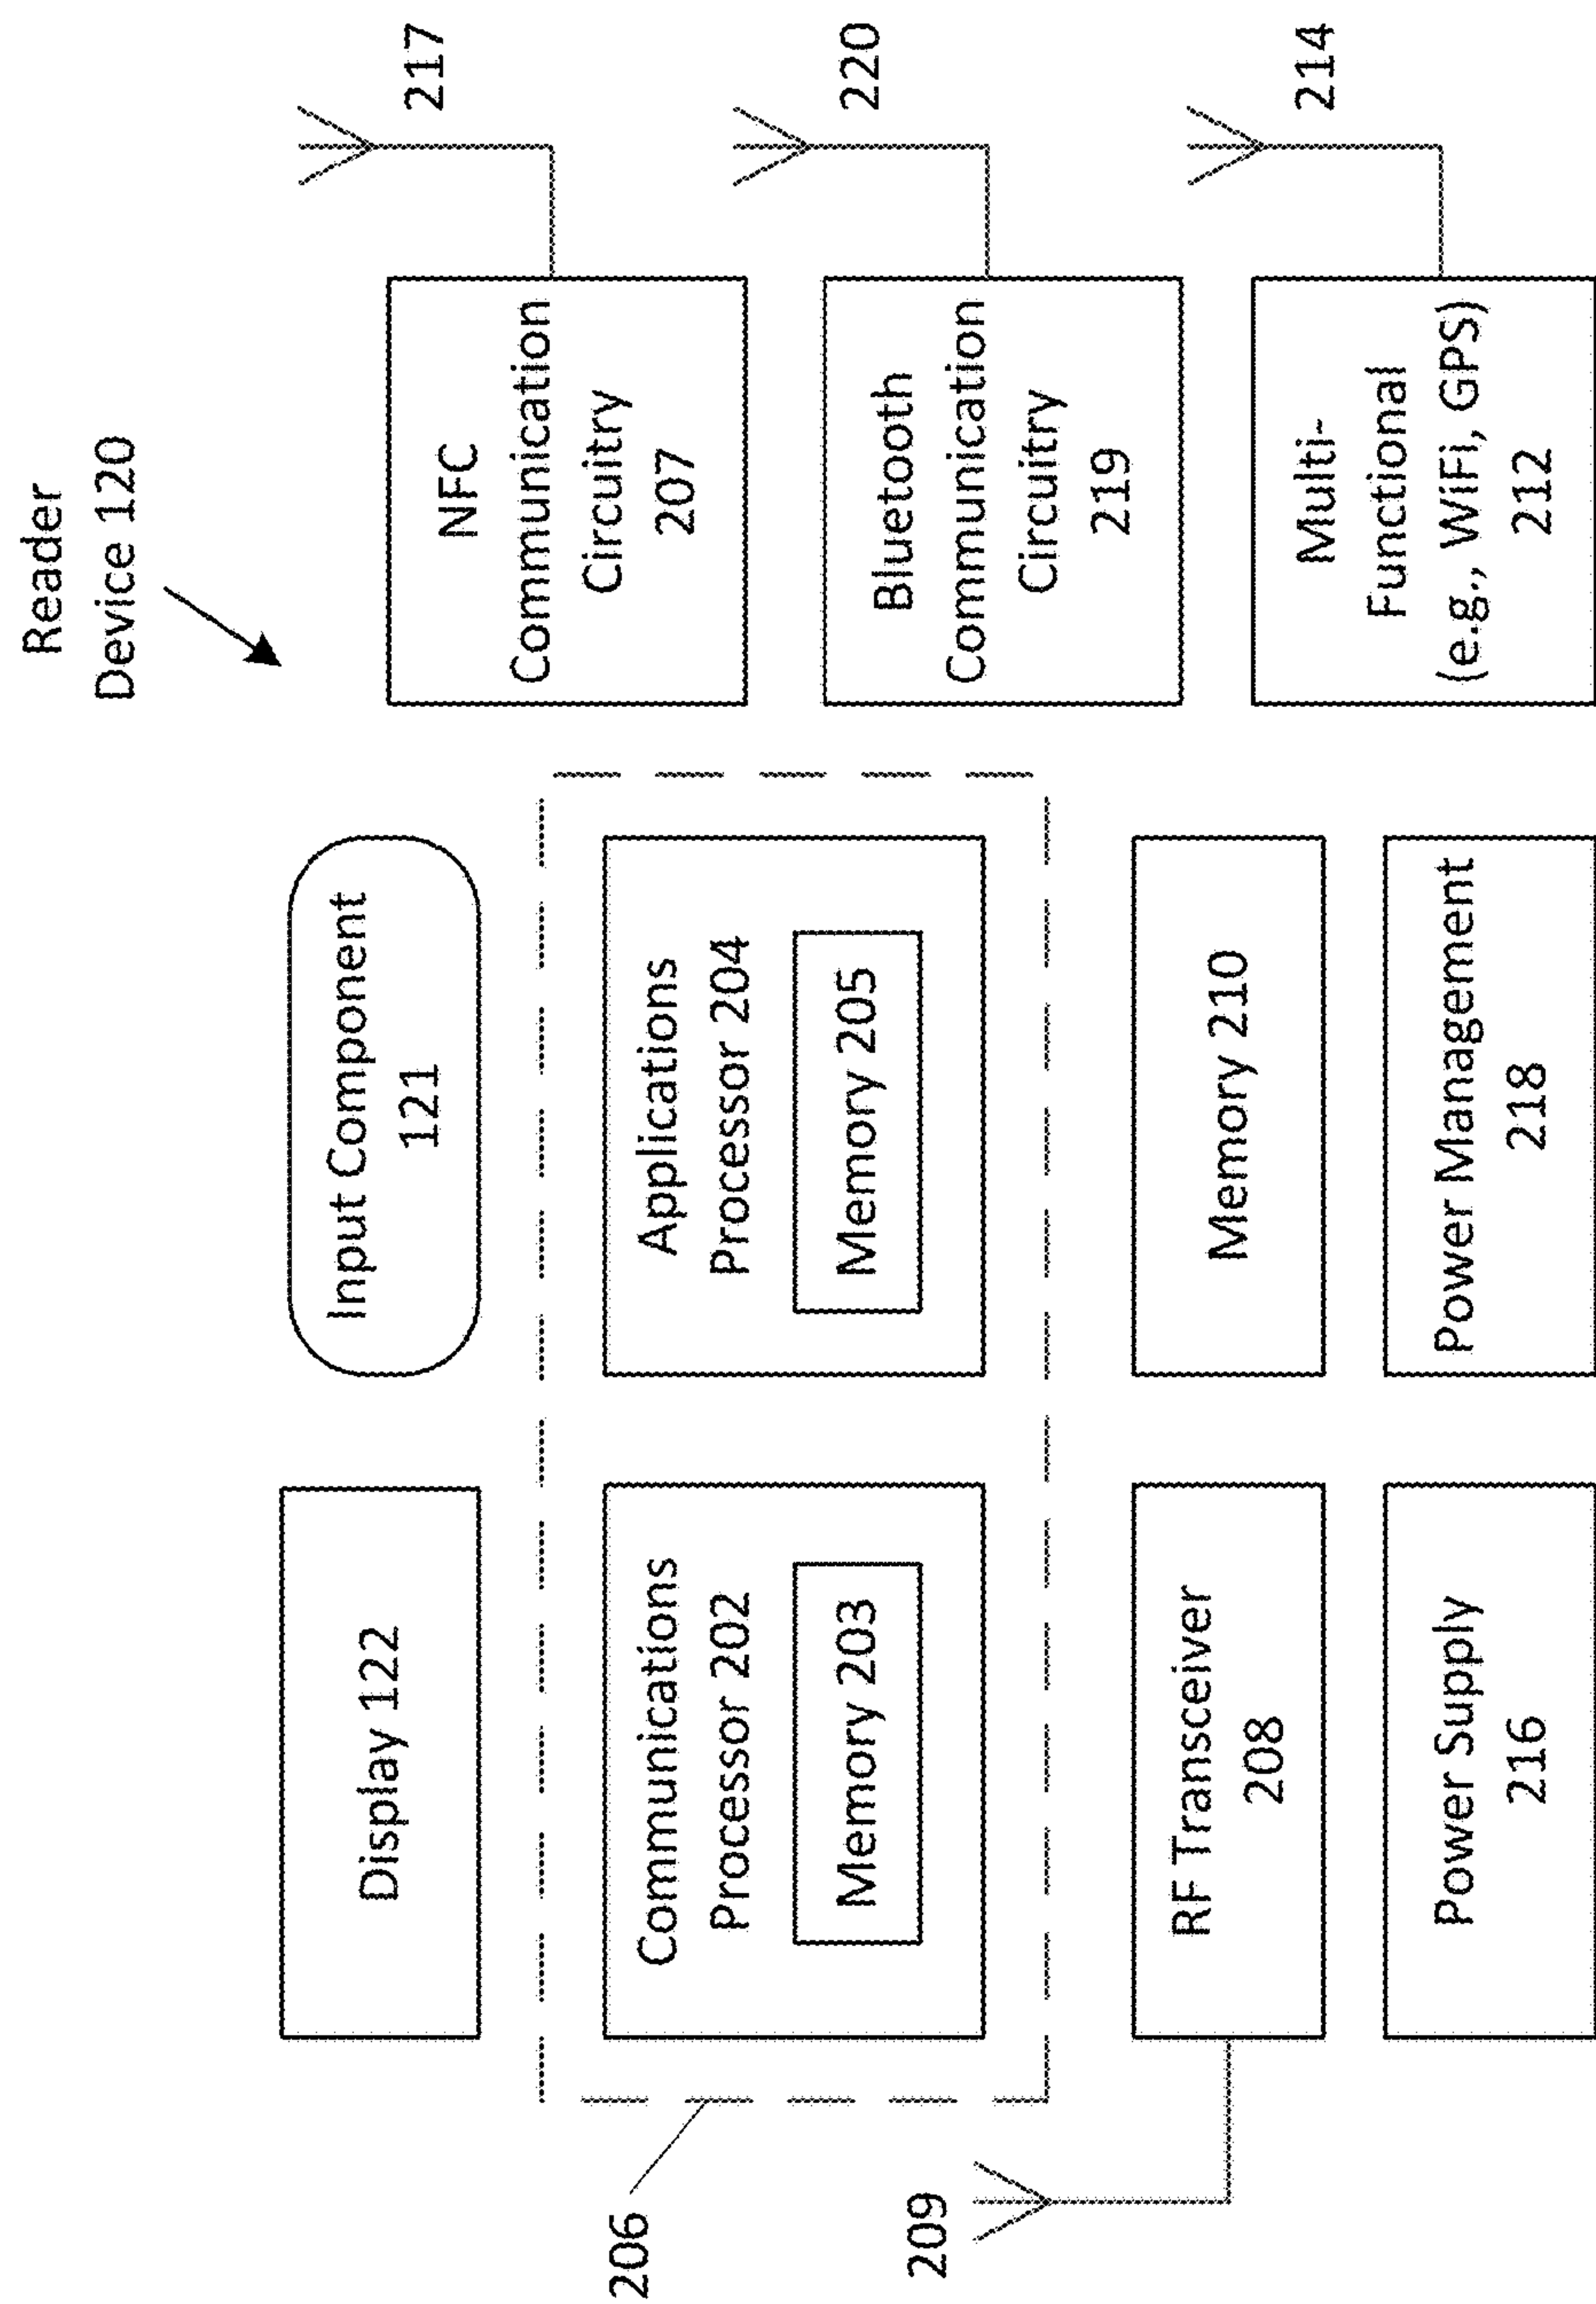 Reader
Device 120
Display 122
Input Component
121
NFC
Communication
Circuitry
207
217
206
Communications
Processor 202
Memory 203
Applications
Processor 204
Memory 205
Bluetooth
Communication
Circuitry
219
220
209
RF Transceiver
208
Memory 210
Multi-
Functional
(e.g., WiFi, GPS)
212
214
Power Supply
216
Power Management
218